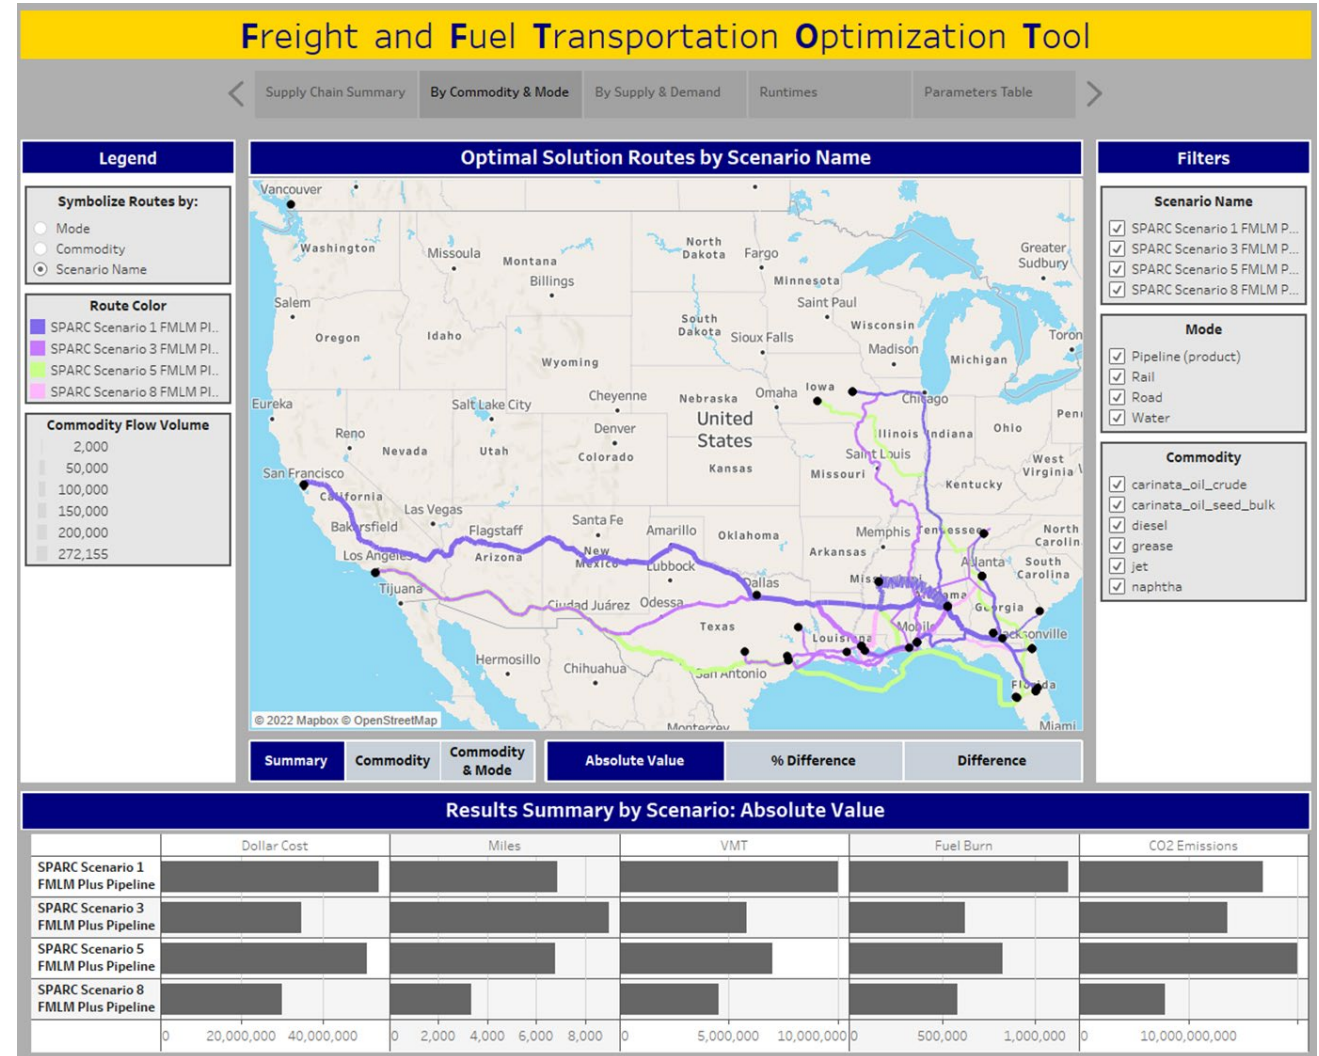 Freight and Fuel Transportation Optimization Tool
Supply Chain Summary
By Commodity & Mode
By Supply & Demand
Runtimes
Parameters Table
Legend
Symbolize Routes by:
Mode
Commodity
Scenario Name
Route Color
SPARC Scenario 1 FMLM Pl..
SPARC Scenario 3 FMLM Pl..
SPARC Scenario 5 FMLM Pl..
SPARC Scenario 8 FMLM Pl..
Commodity Flow Volume
2,000
50,000
100,000
150,000
200,000
272,155
Optimal Solution Routes by Scenario Name
Vancouver
Washington
Missoula
Montana
North
Dakota
Fargo
Greater
Sudbury
Billings
Minnesota
Salem
Saint Paul
South
Dakota
Wisconsin
Oregon
Idaho
Sioux Falls
Toron
Madison
Michigan
Wyoming
Iowa
Eureka
Salt Lake City
Cheyenne
Nebraska
Omaha
Chicago
Penn
United
States
Reno
Denver
Illinois
Indiana
Ohio
Nevada
Utah
Colorado
Saint Louis
West
Virginia
San Francisco
Kansas
Missouri
Kentucky
California
Las Vegas
Santa Fe
Bakersfield
Flagstaff
Amarillo
Oklahoma
Memphis
Tennessee
North
Carolin
Los Angeles
Arizona
New
Mexico
Lubbock
Arkansas
Atlanta
South
Carolina
Tijuana
Dallas
Ciudad Juárez
Odessa
Georgia
Texas
Louisiana
Mobile
Jacksonville
Hermosillo
Chihuahua
San Antonio
Florida
Monterrey
Miami
© 2022 Mapbox © OpenStreetMap
Filters
Scenario Name
SPARC Scenario 1 FMLM P...
SPARC Scenario 3 FMLM P...
SPARC Scenario 5 FMLM P...
SPARC Scenario 8 FMLM P...
Mode
Pipeline (product)
Rail
Road
Water
Commodity
carinata_oil_crude
carinata_oil_seed_bulk
diesel
grease
jet
naphtha
Summary
Commodity
Commodity
& Mode
Absolute Value
% Difference
Difference
Results Summary by Scenario: Absolute Value
Dollar Cost
Miles
VMT
Fuel Burn
CO2 Emissions
SPARC Scenario 1
FMLM Plus Pipeline
SPARC Scenario 3
FMLM Plus Pipeline
SPARC Scenario 5
FMLM Plus Pipeline
SPARC Scenario 8
FMLM Plus Pipeline
0 20,000,000 40,000,000
0 2,000 4,000 6,000 8,000
0 5,000,000 10,000,000
0 500,000 1,000,000
0 10,000,000,000